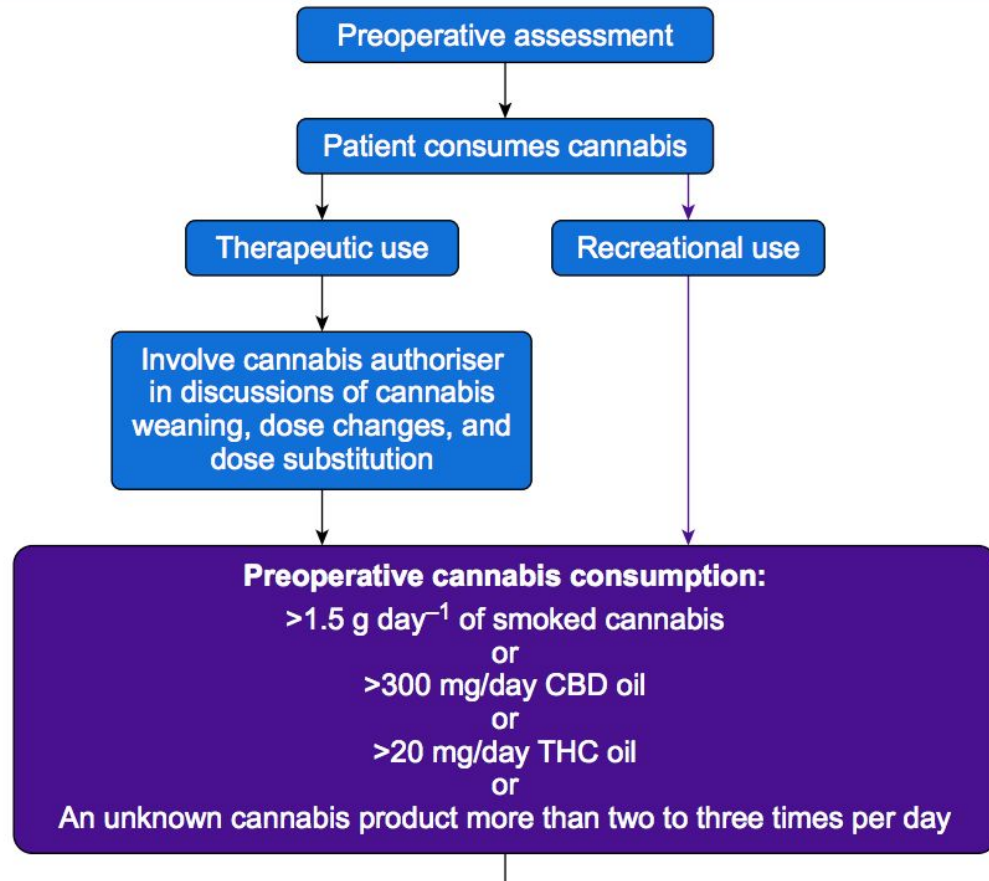 Preoperative assessment
Patient consumes cannabis
Therapeutic use
Recreational use
Involve cannabis authoriser
in discussions of cannabis
weaning, dose changes, and
dose substitution
Preoperative cannabis consumption:
>1.5 g day⁻¹ of smoked cannabis
or
>300 mg/day CBD oil
or
>20 mg/day THC oil
or
An unknown cannabis product more than two to three times per day